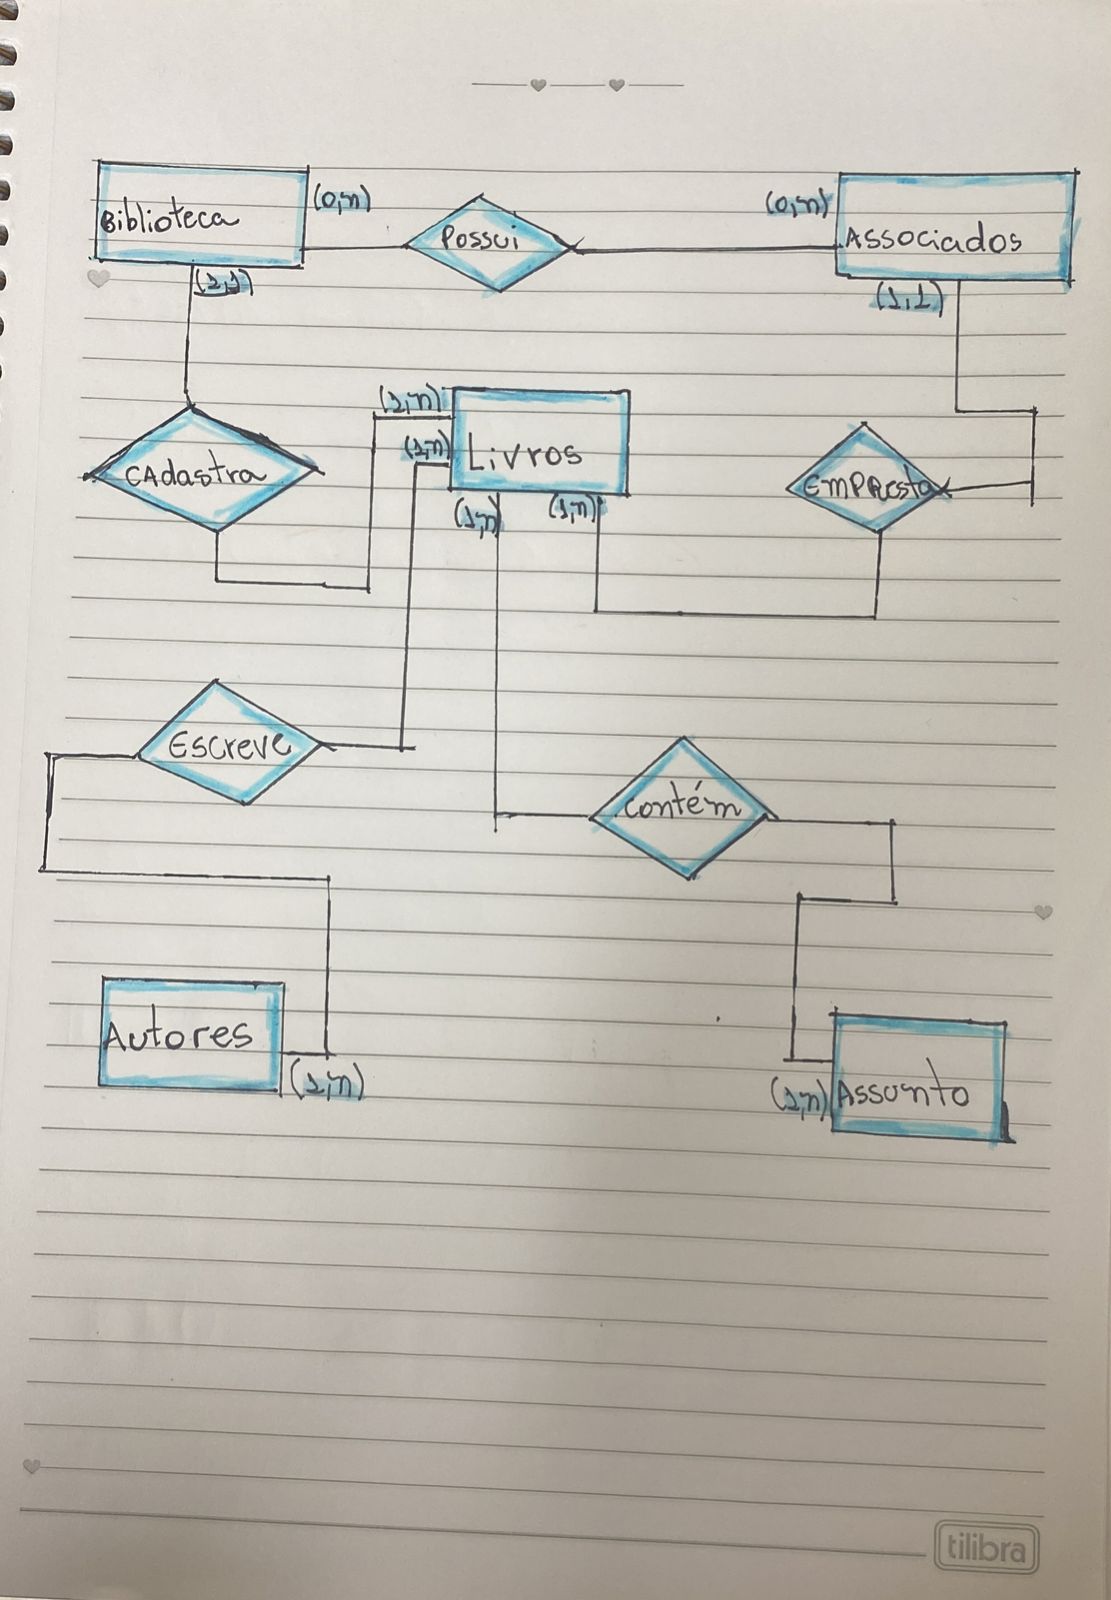 (0,n)
(0,n)
Biblioteca
Possui
Associados
(1,1)
(1,1)
(1,n)
Livros
(1,n)
Cadastra
Empresta
(1,n)
(1,n)
Escreve
Contém
Autores
(1,n)
(1,n)
Assunto
tilibra